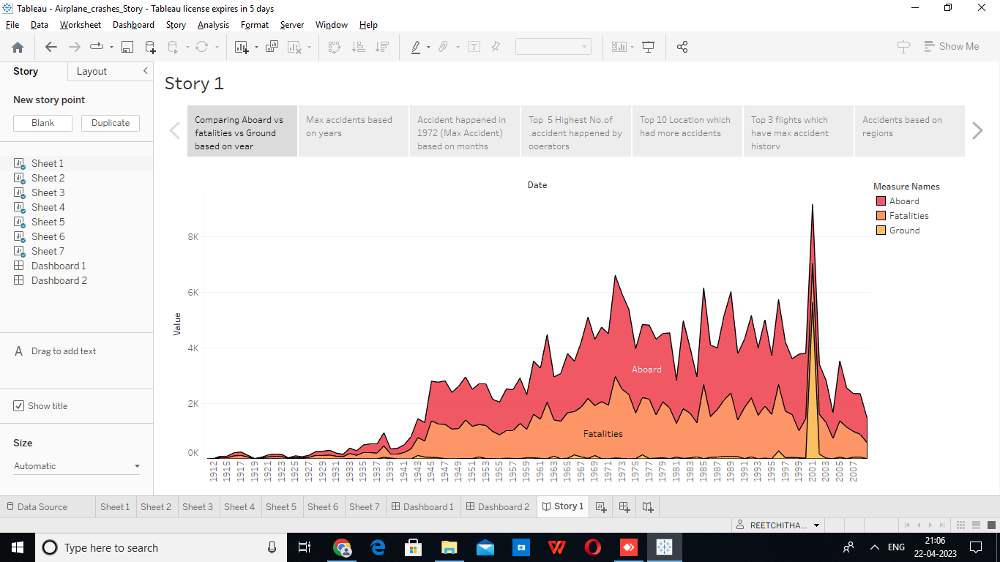 Tableau - Airplane_crashes_Story - Tableau license expires in 5 days
File Data Worksheet Dashboard Story Analysis Format Server Window Help
Show Me
Story Layout
New story point
Blank Duplicate
Sheet 1
Sheet 2
Sheet 3
Sheet 4
Sheet 5
Sheet 6
Sheet 7
Dashboard 1
Dashboard 2
A Drag to add text
Show title
Size
Automatic
Story 1
Comparing Aboard vs
fatalities vs Ground
based on year
Max accidents based
on years
Accident happened in
1972 (Max Accident)
based on months
Top 5 Highest No.of
.accident happened by
operators
Top 10 Location which
had more accidents
Top 3 flights which
have max accident
history
Accidents based on
regions
Date
Measure Names
Aboard
Fatalities
Ground
Value
8K
6K
4K
2K
0K
Aboard
Fatalities
1912 1915 1917 1919 1921 1923 1925 1927 1929 1931 1933 1935 1937 1939 1941 1943 1945 1947 1949 1951 1953 1955 1957 1959 1961 1963 1965 1967 1969 1971 1973 1975 1977 1979 1981 1983 1985 1987 1989 1991 1993 1995 1997 1999 2001 2003 2005 2007
Data Source Sheet 1 Sheet 2 Sheet 3 Sheet 4 Sheet 5 Sheet 6 Sheet 7 Dashboard 1 Dashboard 2 Story 1
REETCHITHA...
Type here to search
ENG
21:06
22-04-2023